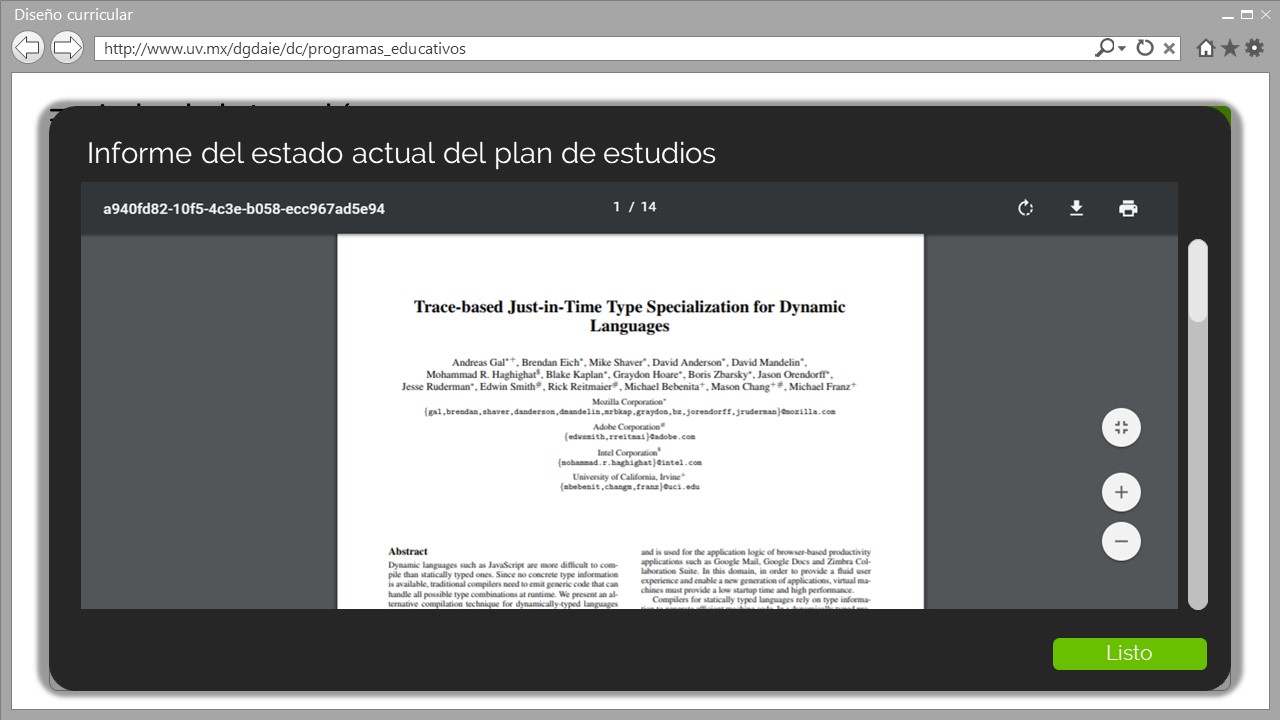 Diseño curricular
http://www.uv.mx/dgdaie/dc/programas_educativos
Informe del estado actual del plan de estudios
a940fd82-10f5-4c3e-b058-ecc967ad5e94
1 / 14
Trace-based Just-in-Time Type Specialization for Dynamic
Languages
Andreas Gal*+, Brendan Eich*, Mike Shaver*, David Anderson*, David Mandelin*,
Mohammad R. Haghighat$, Blake Kaplan*, Graydon Hoare*, Boris Zbarsky*, Jason Orendorff*,
Jesse Ruderman*, Edwin Smith#, Rick Reitmaier#, Michael Bebenita+, Mason Chang+#, Michael Franz+
Mozilla Corporation*
{gal,brendan,shaver,danderson,dmandelin,mrbkap,graydon,bz,jorendorff,jruderman}@mozilla.com
Adobe Corporation#
{edwsmith,rreitmai}@adobe.com
Intel Corporation$
{mohammad.r.haghighat}@intel.com
University of California, Irvine+
{mbebenit,changm,franz}@uci.edu
Abstract
Dynamic languages such as JavaScript are more difficult to com-
pile than statically typed ones. Since no concrete type information
is available, traditional compilers need to emit generic code that can
handle all possible type combinations at runtime. We present an al-
ternative compilation technique for dynamically-typed languages
and is used for the application logic of browser-based productivity
applications such as Google Mail, Google Docs and Zimbra Col-
laboration Suite. In this domain, in order to provide a fluid user
experience and enable a new generation of applications, virtual ma-
chines must provide a low startup time and high performance.
Compilers for statically typed languages rely on type informa-
Listo